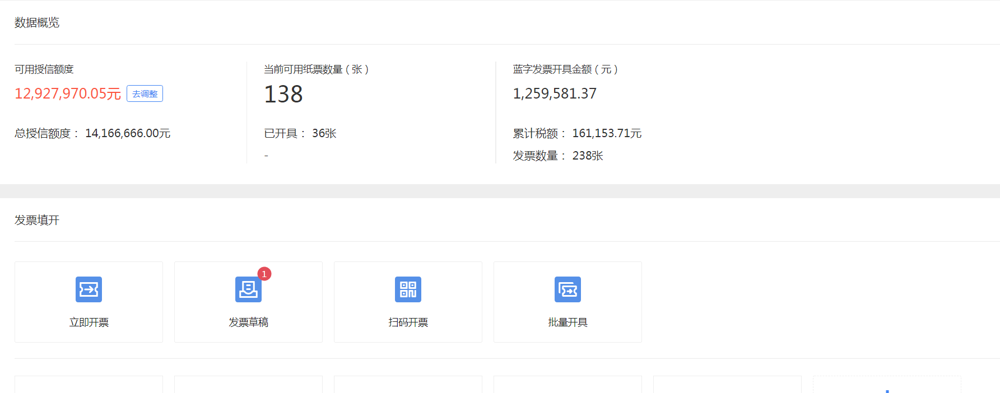 数据概览
可用授信额度
12,927,970.05元 去调整
总授信额度： 14,166,666.00元
当前可用纸票数量（张）
138
已开具： 36张
-
蓝字发票开具金额（元）
1,259,581.37
累计税额： 161,153.71元
发票数量： 238张
发票填开
立即开票
1
发票草稿
扫码开票
批量开具